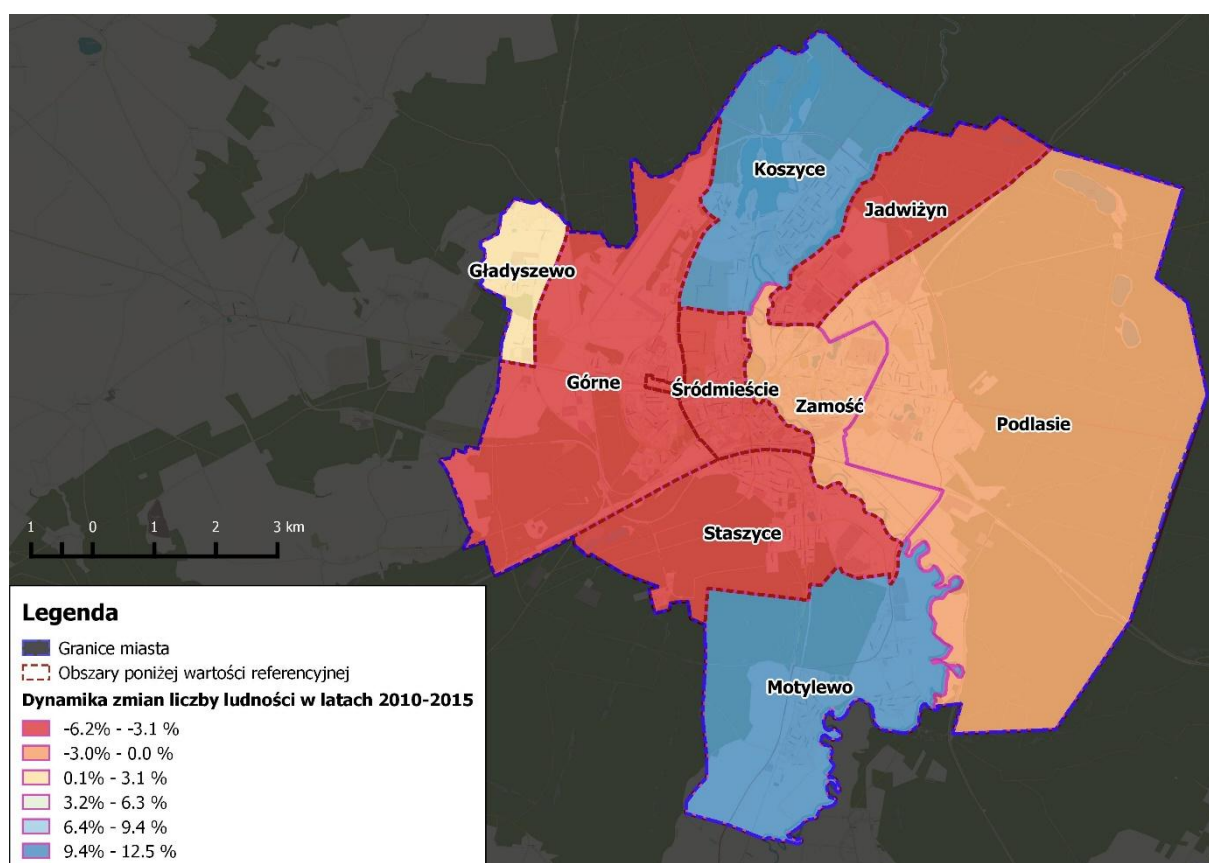 Koszyce
Jadwiżyn
Gładyszewo
Górne
Śródmieście
Zamość
Podlasie
Staszyce
Motylewo
1 0 1 2 3 km
Legenda
Granice miasta
Obszary poniżej wartości referencyjnej
Dynamika zmian liczby ludności w latach 2010-2015
-6.2% - -3.1 %
-3.0% - 0.0 %
0.1% - 3.1 %
3.2% - 6.3 %
6.4% - 9.4 %
9.4% - 12.5 %